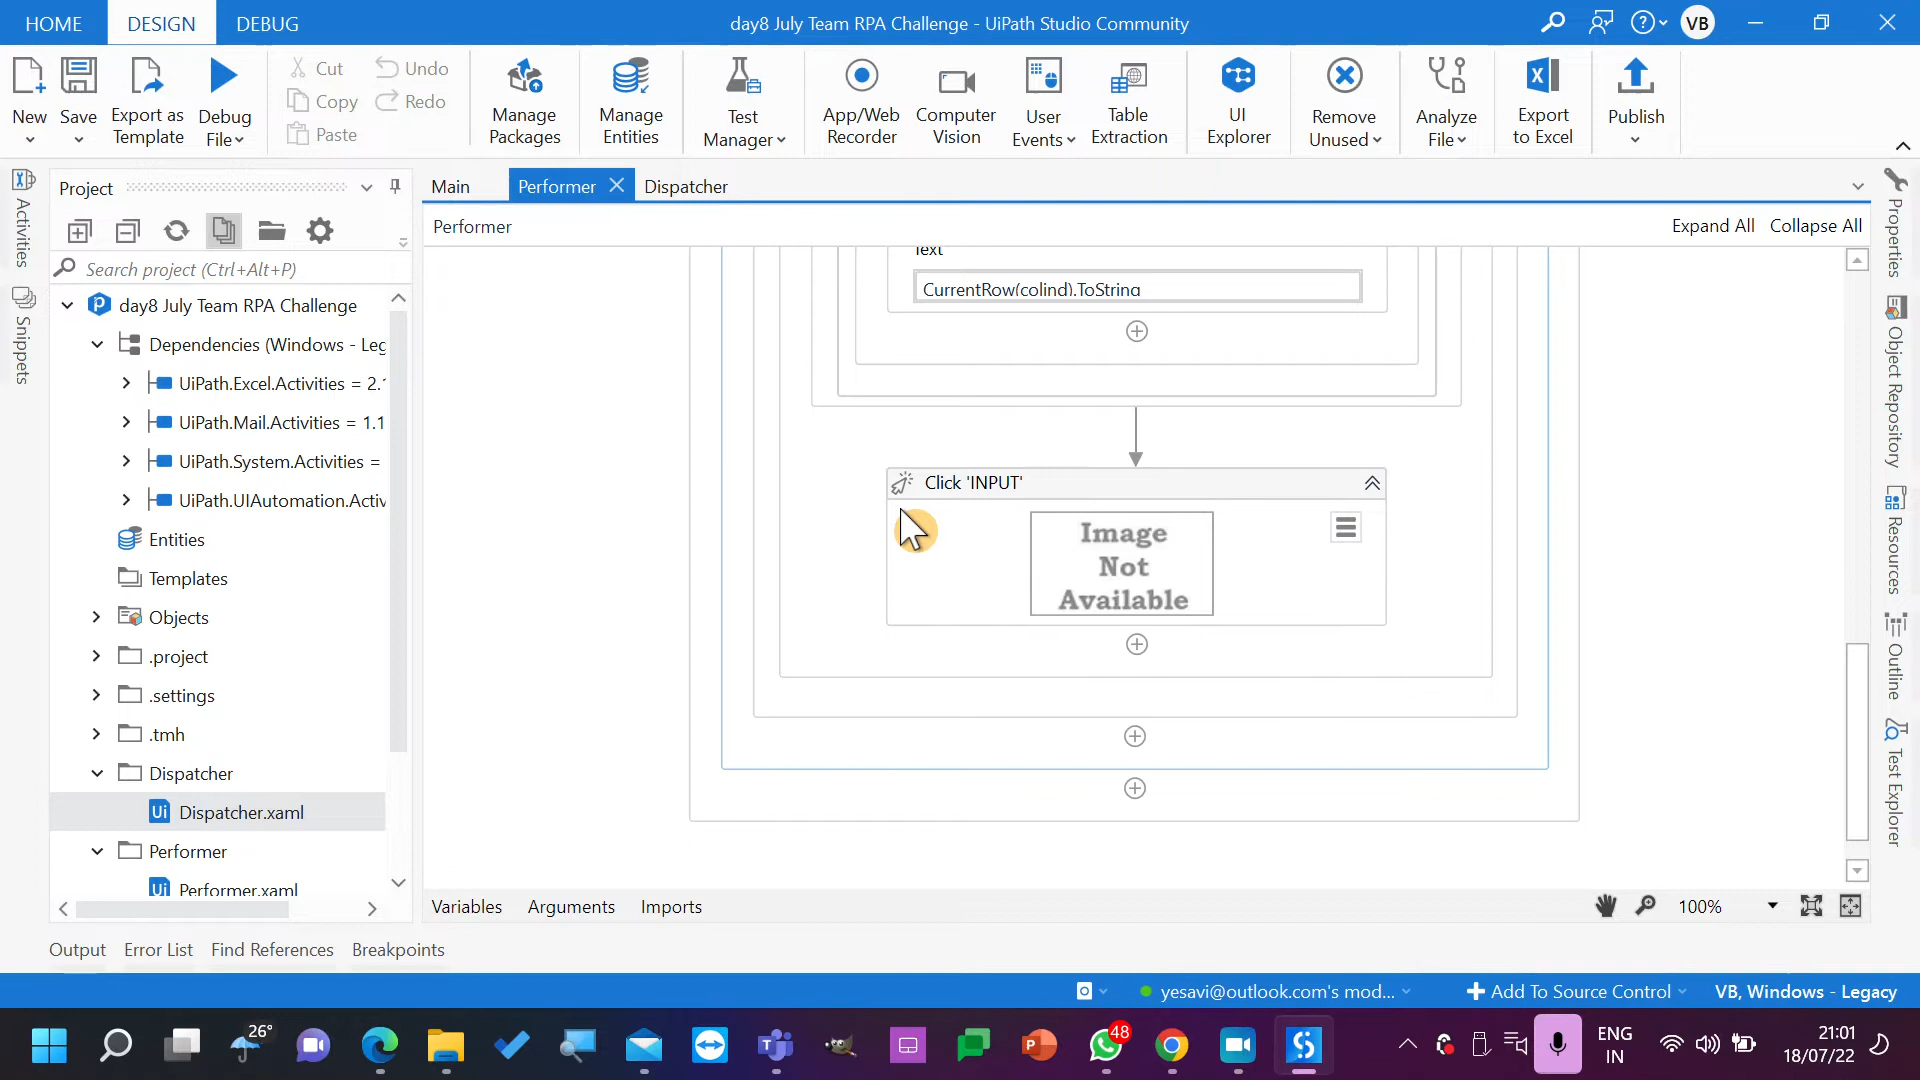 HOME DESIGN DEBUG
day8 July Team RPA Challenge - UiPath Studio Community
VB
New
Save
Export as Template
Debug File
Cut
Copy
Paste
Undo
Redo
Manage Packages
Manage Entities
Test Manager
App/Web Recorder
Computer Vision
User Events
Table Extraction
UI Explorer
Remove Unused
Analyze File
Export to Excel
Publish
Activities
Snippets
Project
Search project (Ctrl+Alt+P)
day8 July Team RPA Challenge
Dependencies (Windows - Leg
UiPath.Excel.Activities = 2.
UiPath.Mail.Activities = 1.1
UiPath.System.Activities =
UiPath.UIAutomation.Activ
Entities
Templates
Objects
.project
.settings
.tmh
Dispatcher
Ui Dispatcher.xaml
Performer
Ui Performer.xaml
Main Performer Dispatcher
Performer
Expand All Collapse All
Text
CurrentRow(colind).ToString
Click 'INPUT'
Image
Not
Available
Variables Arguments Imports
100%
Properties
Object Repository
Resources
Outline
Test Explorer
Output Error List Find References Breakpoints
yesavi@outlook.com's mod...
Add To Source Control
VB, Windows - Legacy
26°
48
ENG
IN
21:01
18/07/22